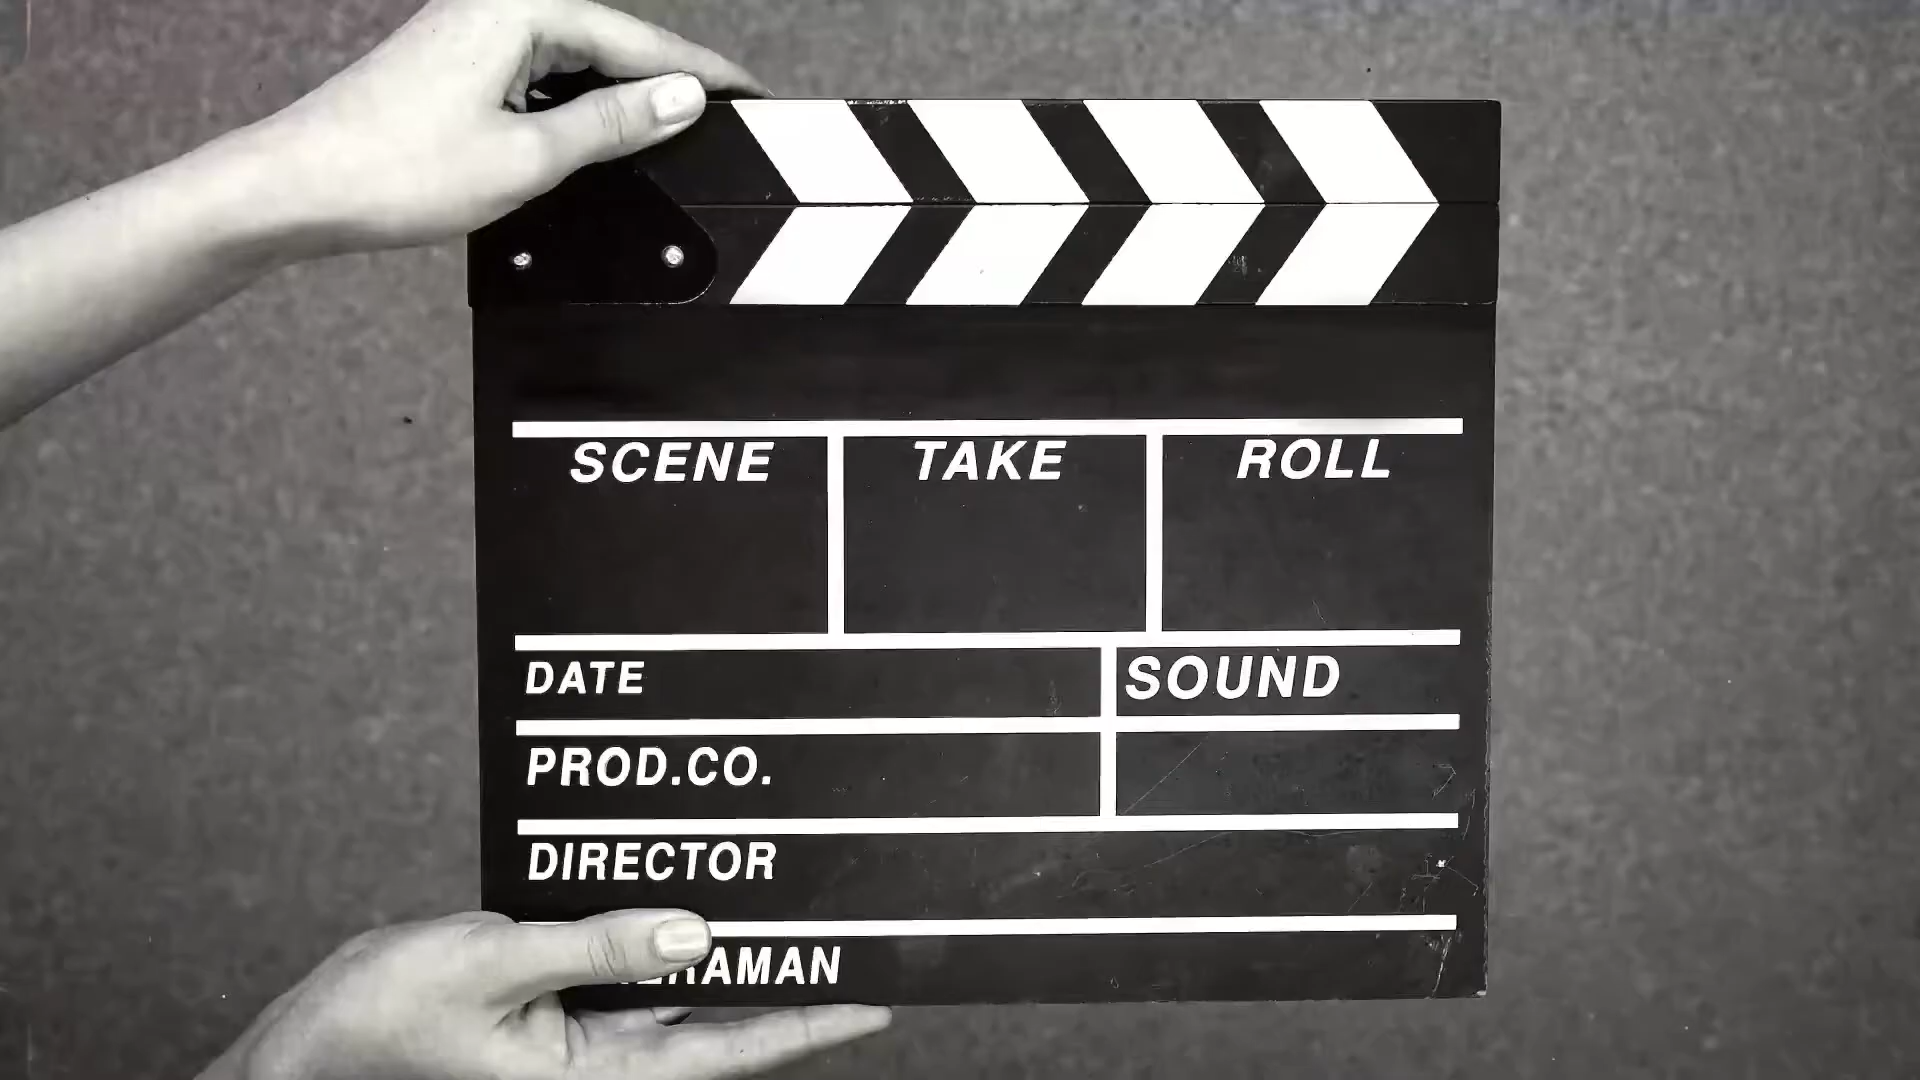 SCENE TAKE ROLL
DATE SOUND
PROD.CO.
DIRECTOR